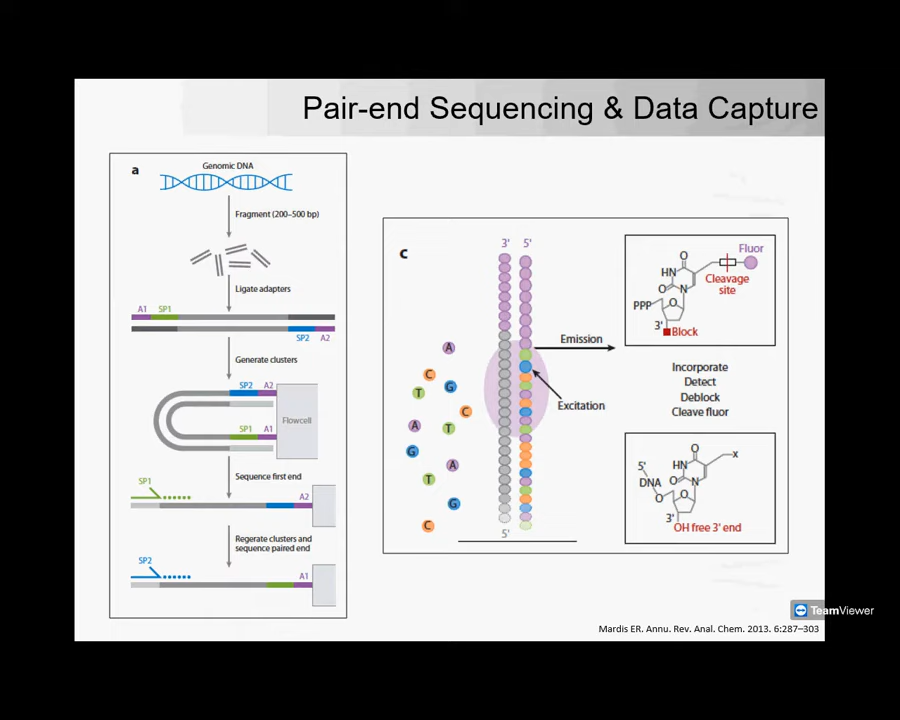 Pair-end Sequencing & Data Capture
a
Genomic DNA
Fragment (200–500 bp)
Ligate adapters
A1 SP1
SP2 A2
Generate clusters
SP2 A2
Flowcell
SP1 A1
Sequence first end
SP1
A2
Regerate clusters and
sequence paired end
SP2
A1
c
3' 5'
A
C
G
T
C
A
T
G
A
T
G
C
5'
Emission
Excitation
Fluor
O
HN
Cleavage
site
O
N
PPP
O
3'
Block
Incorporate
Detect
Deblock
Cleave fluor
O
x
5'
HN
DNA
O
N
O
O
3'
OH free 3' end
TeamViewer
Mardis ER. Annu. Rev. Anal. Chem. 2013. 6:287–303